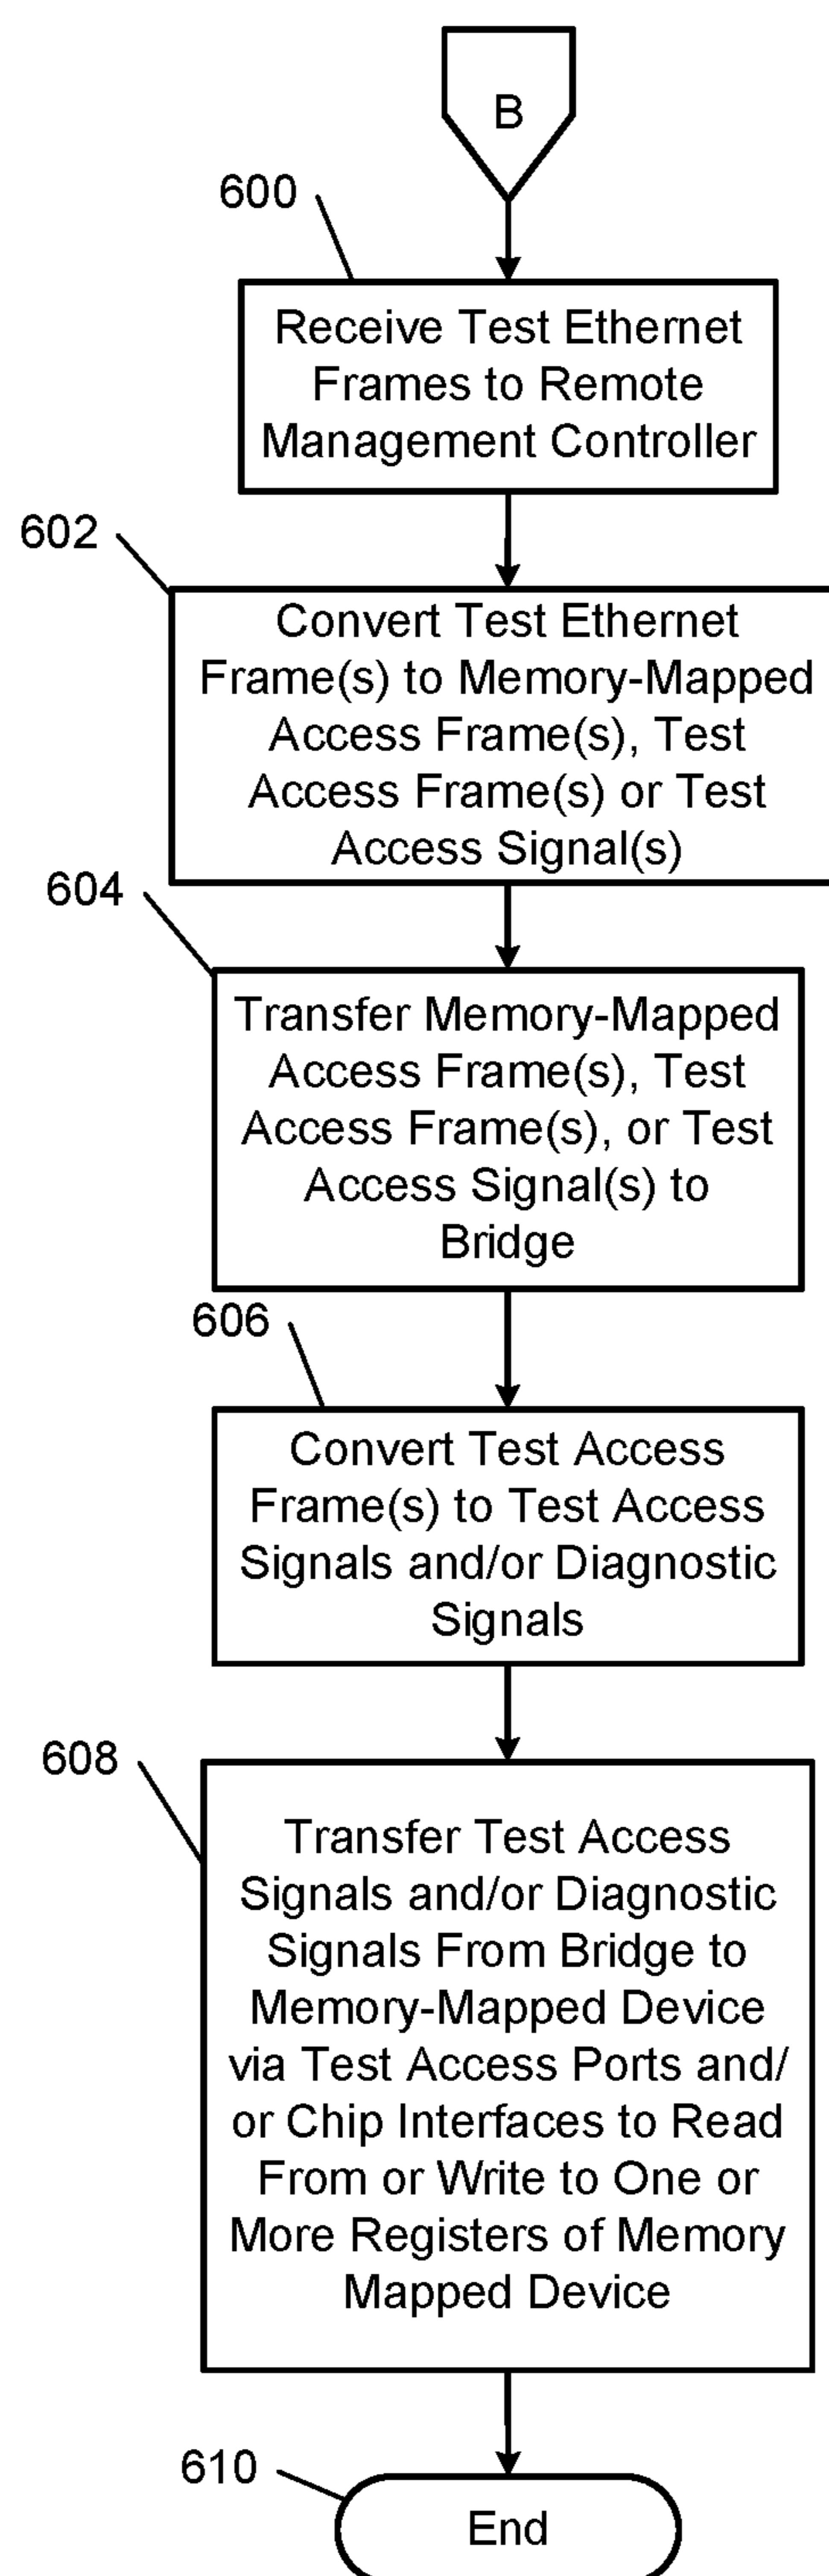 B
600
Receive Test Ethernet
Frames to Remote
Management Controller
602
Convert Test Ethernet
Frame(s) to Memory-Mapped
Access Frame(s), Test
Access Frame(s) or Test
Access Signal(s)
604
Transfer Memory-Mapped
Access Frame(s), Test
Access Frame(s), or Test
Access Signal(s) to
Bridge
606
Convert Test Access
Frame(s) to Test Access
Signals and/or Diagnostic
Signals
608
Transfer Test Access
Signals and/or Diagnostic
Signals From Bridge to
Memory-Mapped Device
via Test Access Ports and/
or Chip Interfaces to Read
From or Write to One or
More Registers of Memory
Mapped Device
610
End